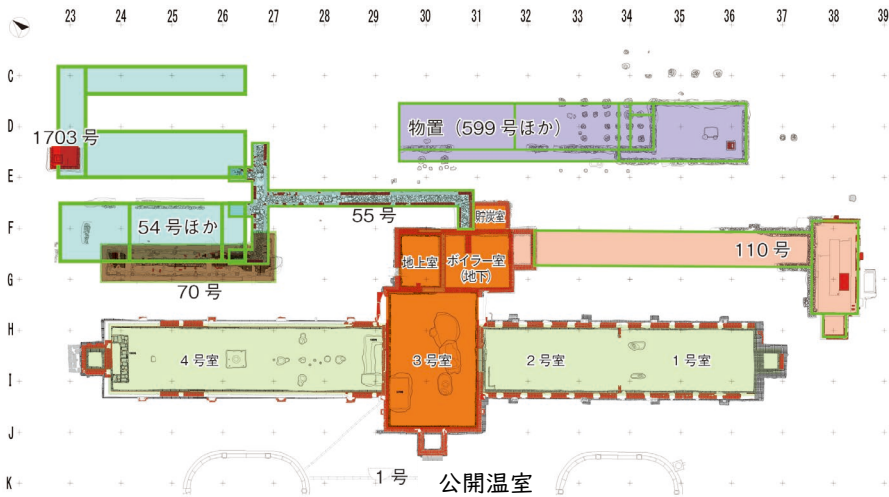 23 24 25 26 27 28 29 30 31 32 33 34 35 36 37 38 39
C
D
1703 号
物置（599 号ほか）
E
F
54 号ほか
55 号
貯炭室
地上室
ボイラー室
(地下)
110 号
G
70 号
H
4 号室
3 号室
2 号室
1 号室
I
J
1 号
公開温室
K